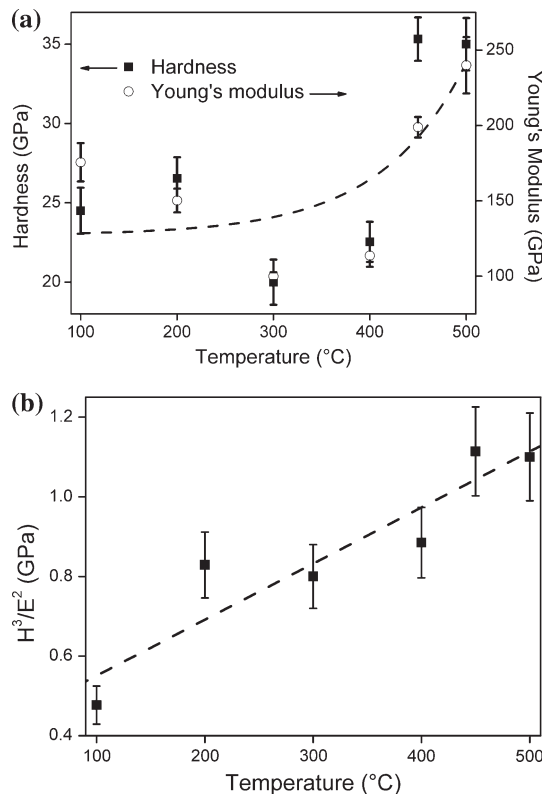 (a)
35
30
25
20
Hardness (GPa)
Hardness
Young's modulus
250
200
150
100
Young's Modulus
(GPa)
100 200 300 400 500
Temperature (°C)
(b)
1.2
1.0
0.8
0.6
0.4
H³/E² (GPa)
100 200 300 400 500
Temperature (°C)